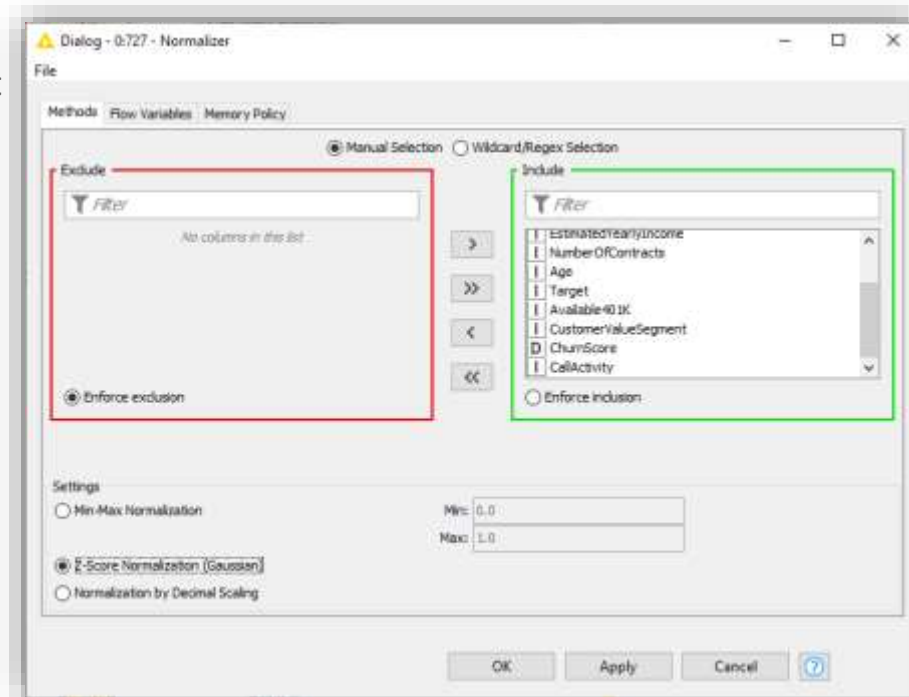 Dialog - 0:727 - Normalizer
File
Methods Flow Variables Memory Policy
Manual Selection Wildcard/Regex Selection
Exclude
Filter
No columns in this list
Enforce exclusion
>
>>
<
<<
Include
Filter
I EstimatedYearlyIncome
I NumberOfContracts
I Age
I Target
I Available401K
I CustomerValueSegment
D ChurnScore
I CallActivity
Enforce inclusion
Settings
Min-Max Normalization
Min: 0.0
Max: 1.0
Z-Score Normalization (Gaussian)
Normalization by Decimal Scaling
OK Apply Cancel ?